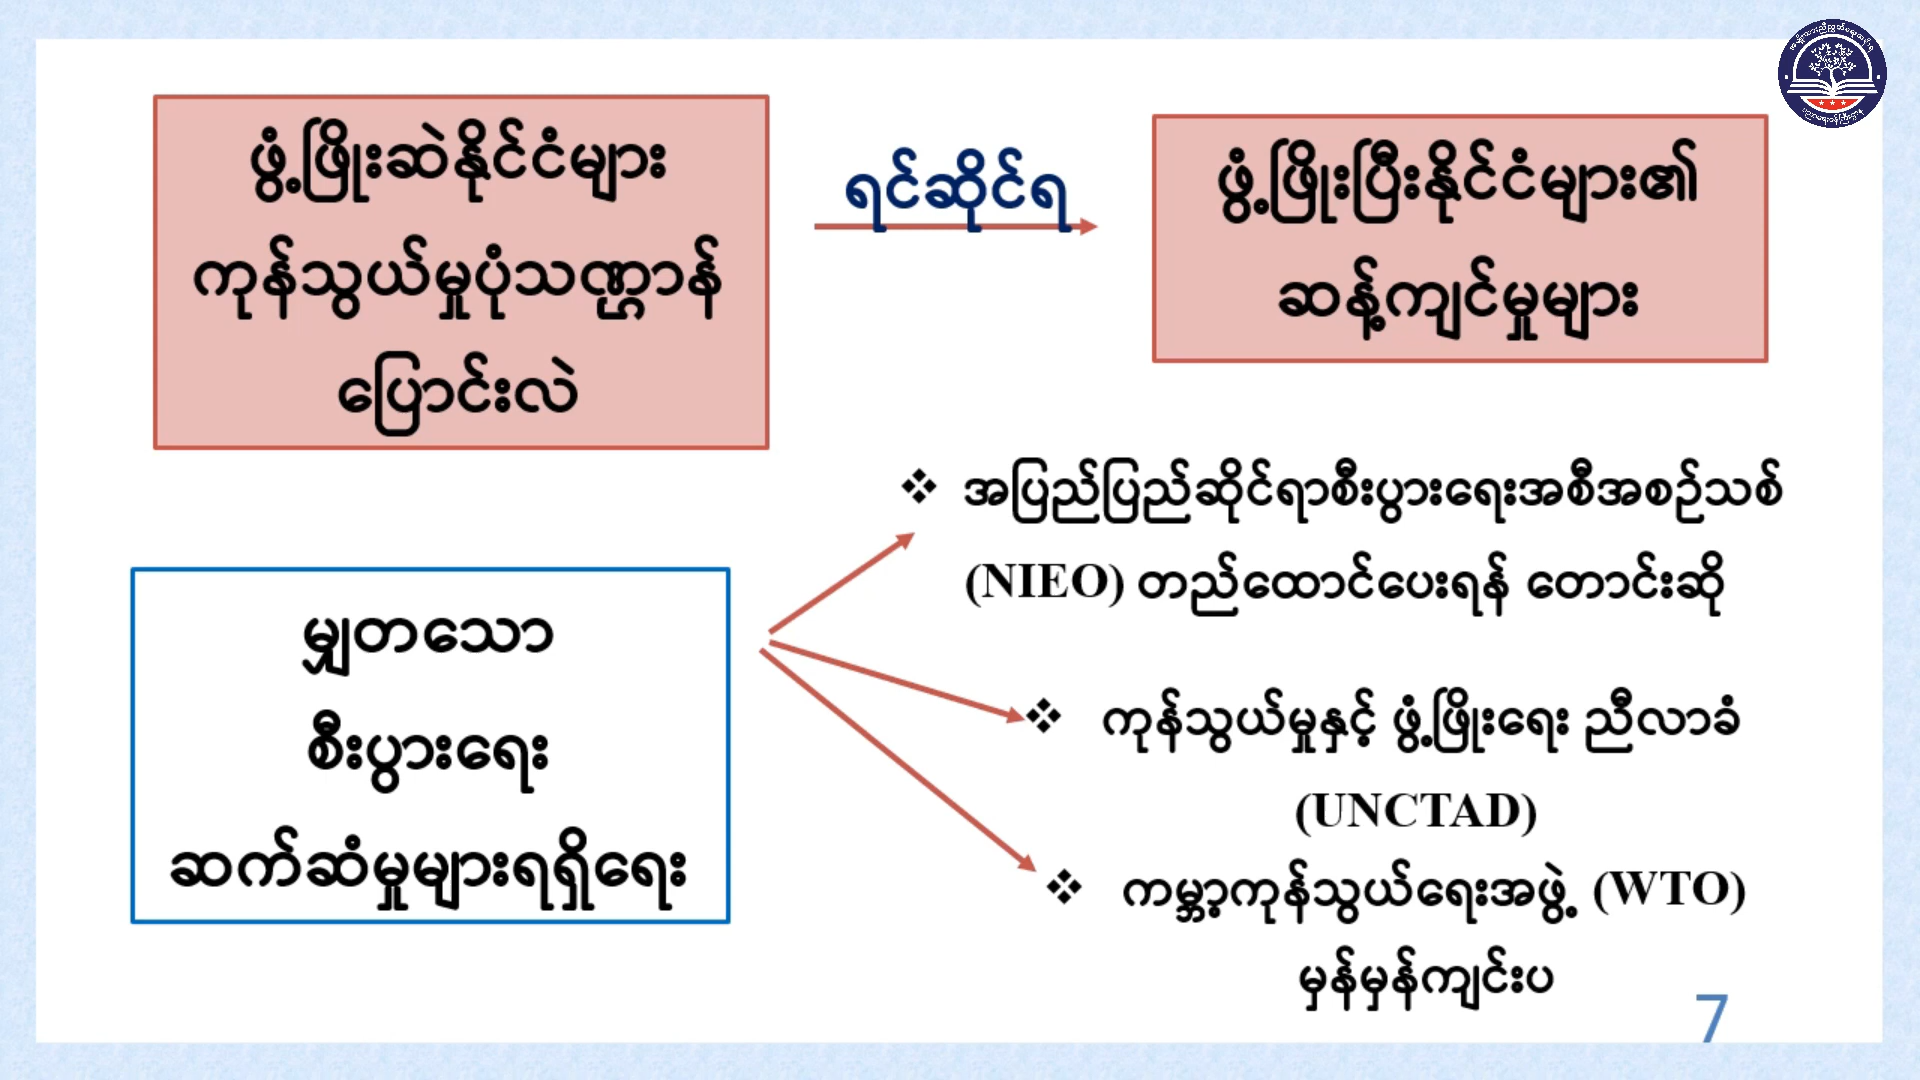 ဖွံ့ဖြိုးဆဲနိုင်ငံများ
ကုန်သွယ်မှုပုံသဏ္ဌာန်
ပြောင်းလဲ
ရင်ဆိုင်ရ
ဖွံ့ဖြိုးပြီးနိုင်ငံများ၏
ဆန့်ကျင်မှုများ
မျှတသော
စီးပွားရေး
ဆက်ဆံမှုများရရှိရေး
❖ အပြည်ပြည်ဆိုင်ရာစီးပွားရေးအစီအစဉ်သစ်
(NIEO) တည်ထောင်ပေးရန် တောင်းဆို
❖ ကုန်သွယ်မှုနှင့် ဖွံ့ဖြိုးရေး ညီလာခံ
(UNCTAD)
❖ ကမ္ဘာ့ကုန်သွယ်ရေးအဖွဲ့ (WTO)
မှန်မှန်ကျင်းပ
7